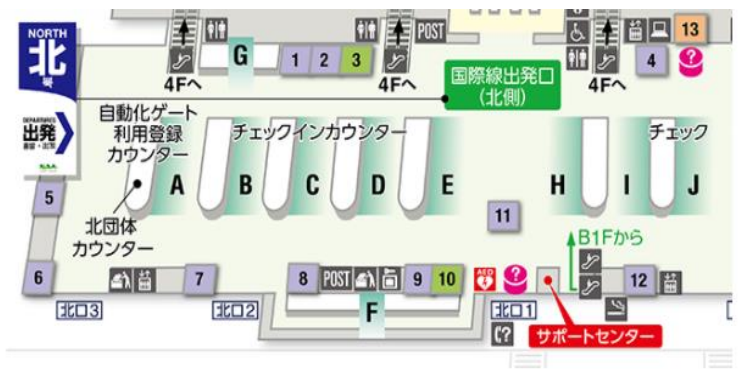 NORTH
北
DEPARTURES
出発
POST
13
G
1
2
3
4
4Fへ
4Fへ
4Fへ
国際線出発口
(北側)
自動化ゲート
利用登録
カウンター
チェックインカウンター
チェック
A
B
C
D
E
H
I
J
5
北団体
カウンター
11
B1Fから
6
7
8
POST
9
10
AED
12
F
北口3
北口2
北口1
サポートセンター